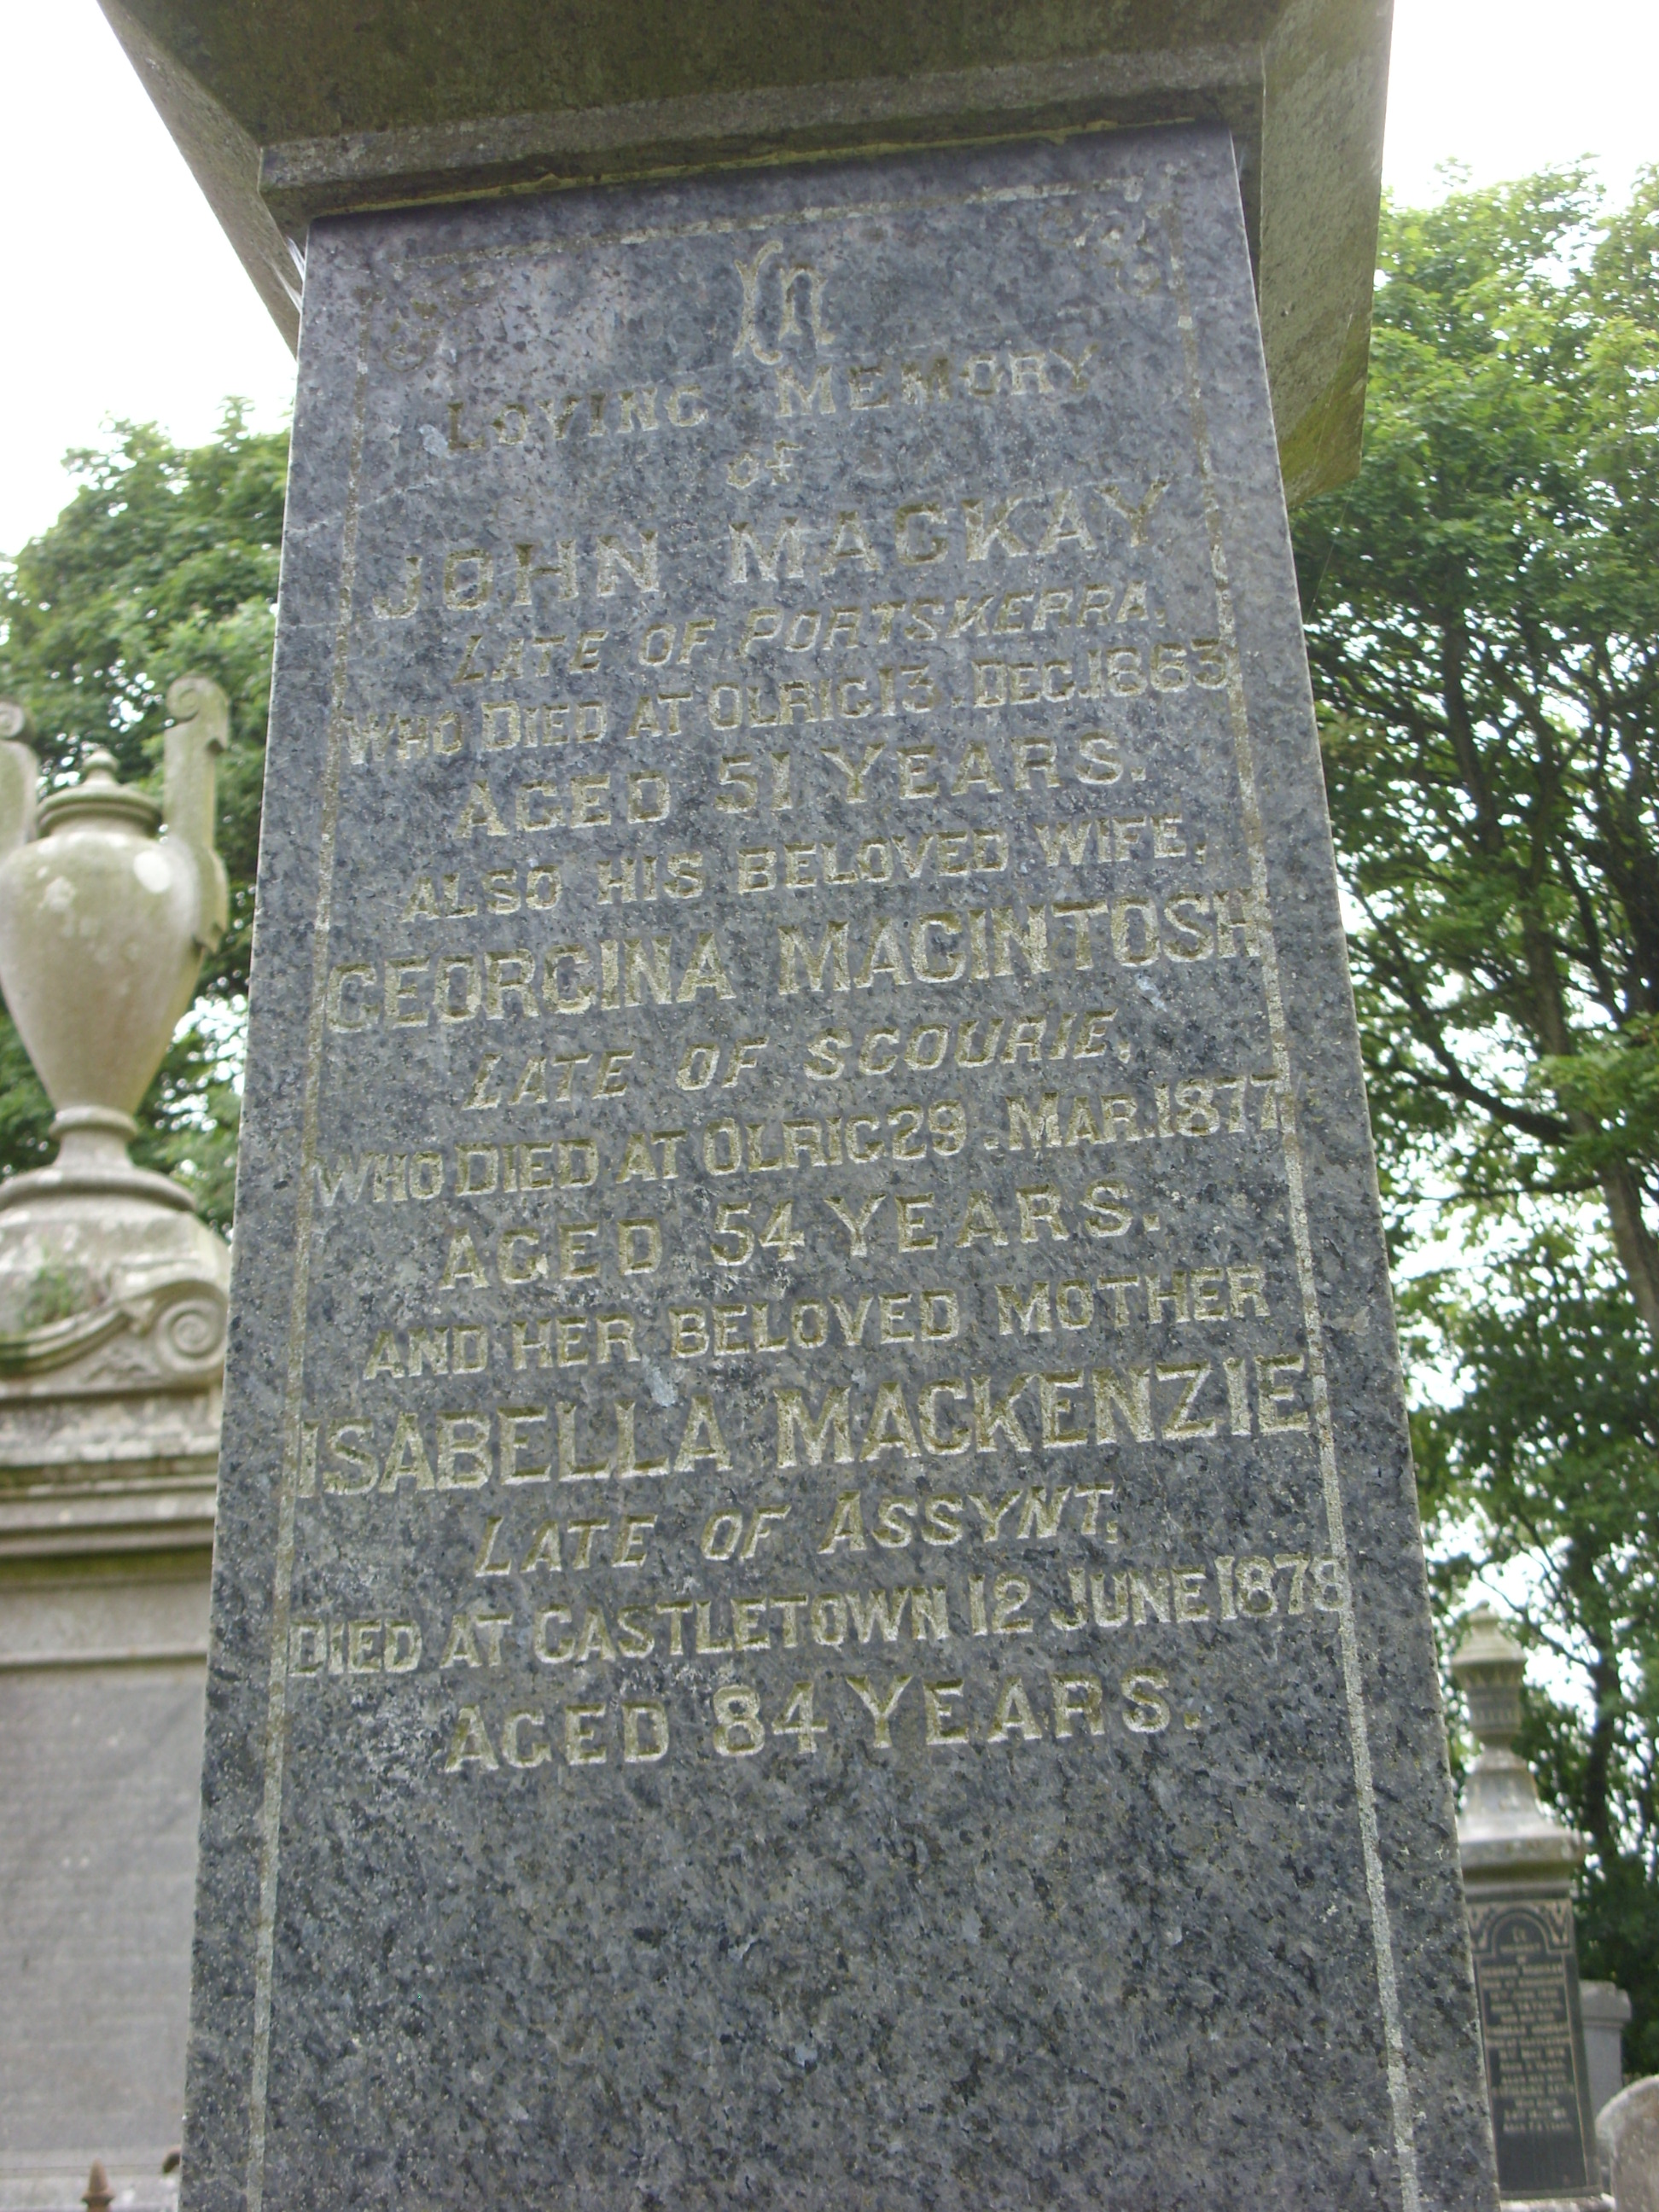 In
LOVING MEMORY
of
JOHN MACKAY
LATE OF PORTSKERRA,
WHO DIED AT OLRIG 13. DEC. 1863
AGED 51 YEARS.
ALSO HIS BELOVED WIFE,
GEORGINA MACINTOSH
LATE OF SCOURIE,
WHO DIED AT OLRIG 29. MAR. 1877
AGED 54 YEARS.
AND HER BELOVED MOTHER
ISABELLA MACKENZIE
LATE OF ASSYNT,
DIED AT CASTLETOWN 12 JUNE 1878
AGED 84 YEARS.